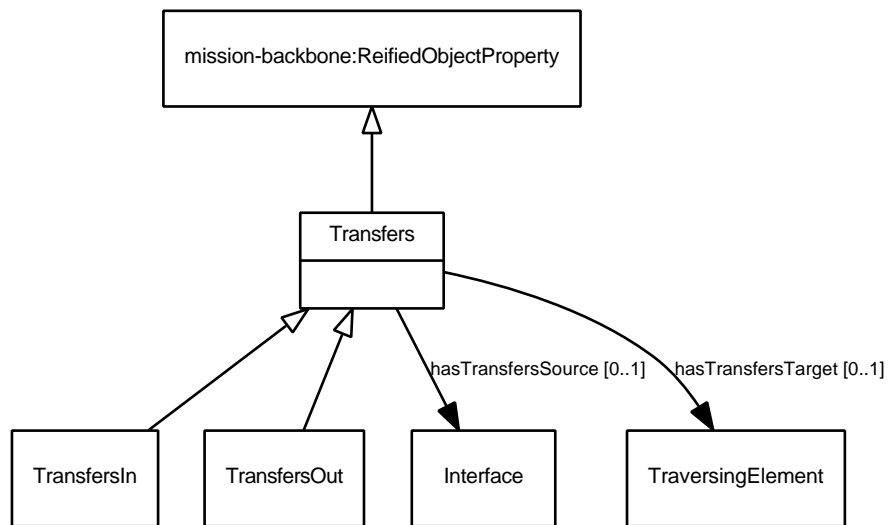 mission-backbone:ReifiedObjectProperty
Transfers
hasTransfersSource [0..1]
hasTransfersTarget [0..1]
TransfersIn
TransfersOut
Interface
TraversingElement